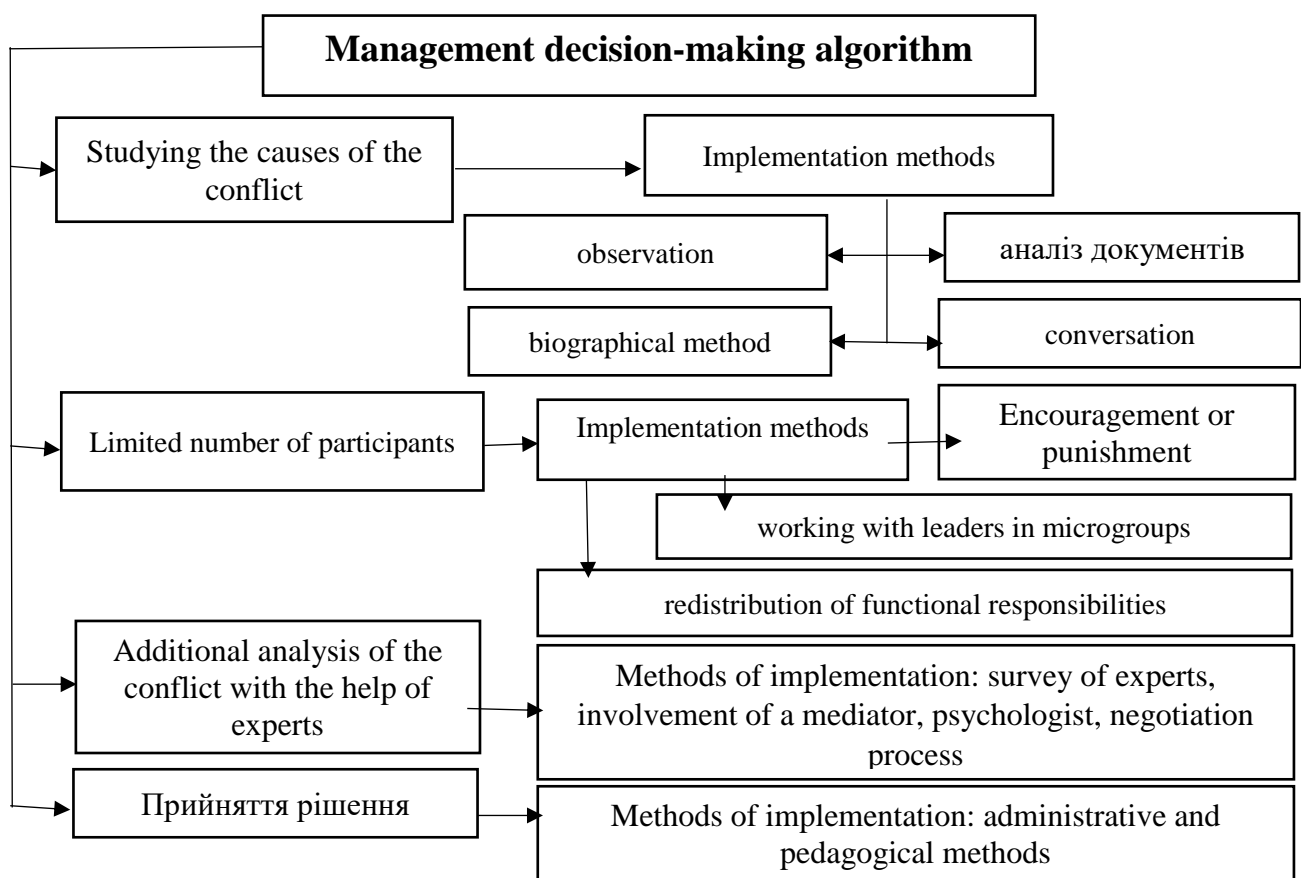 Management decision-making algorithm
Studying the causes of the
conflict
Implementation methods
observation
аналіз документів
biographical method
conversation
Limited number of participants
Implementation methods
Encouragement or
punishment
working with leaders in microgroups
redistribution of functional responsibilities
Additional analysis of the
conflict with the help of
experts
Methods of implementation: survey of experts,
involvement of a mediator, psychologist, negotiation
process
Прийняття рішення
Methods of implementation: administrative and
pedagogical methods